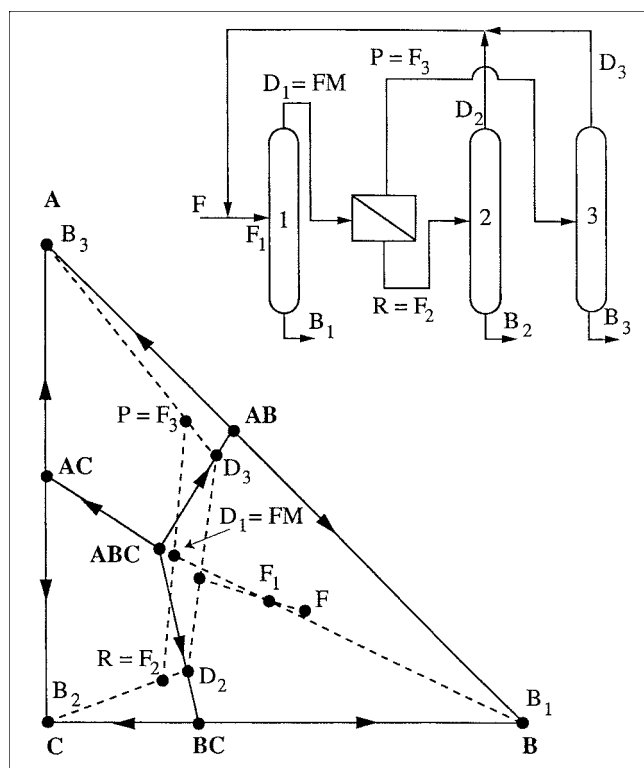 P = F₃
D₃
D₁ = FM
D₂
F
F₁
1
2
3
A
B₃
R = F₂
B₁
B₂
B₃
P = F₃
AB
D₃
AC
D₁ = FM
ABC
F₁
F
R = F₂
D₂
B₂
B₁
C
BC
B